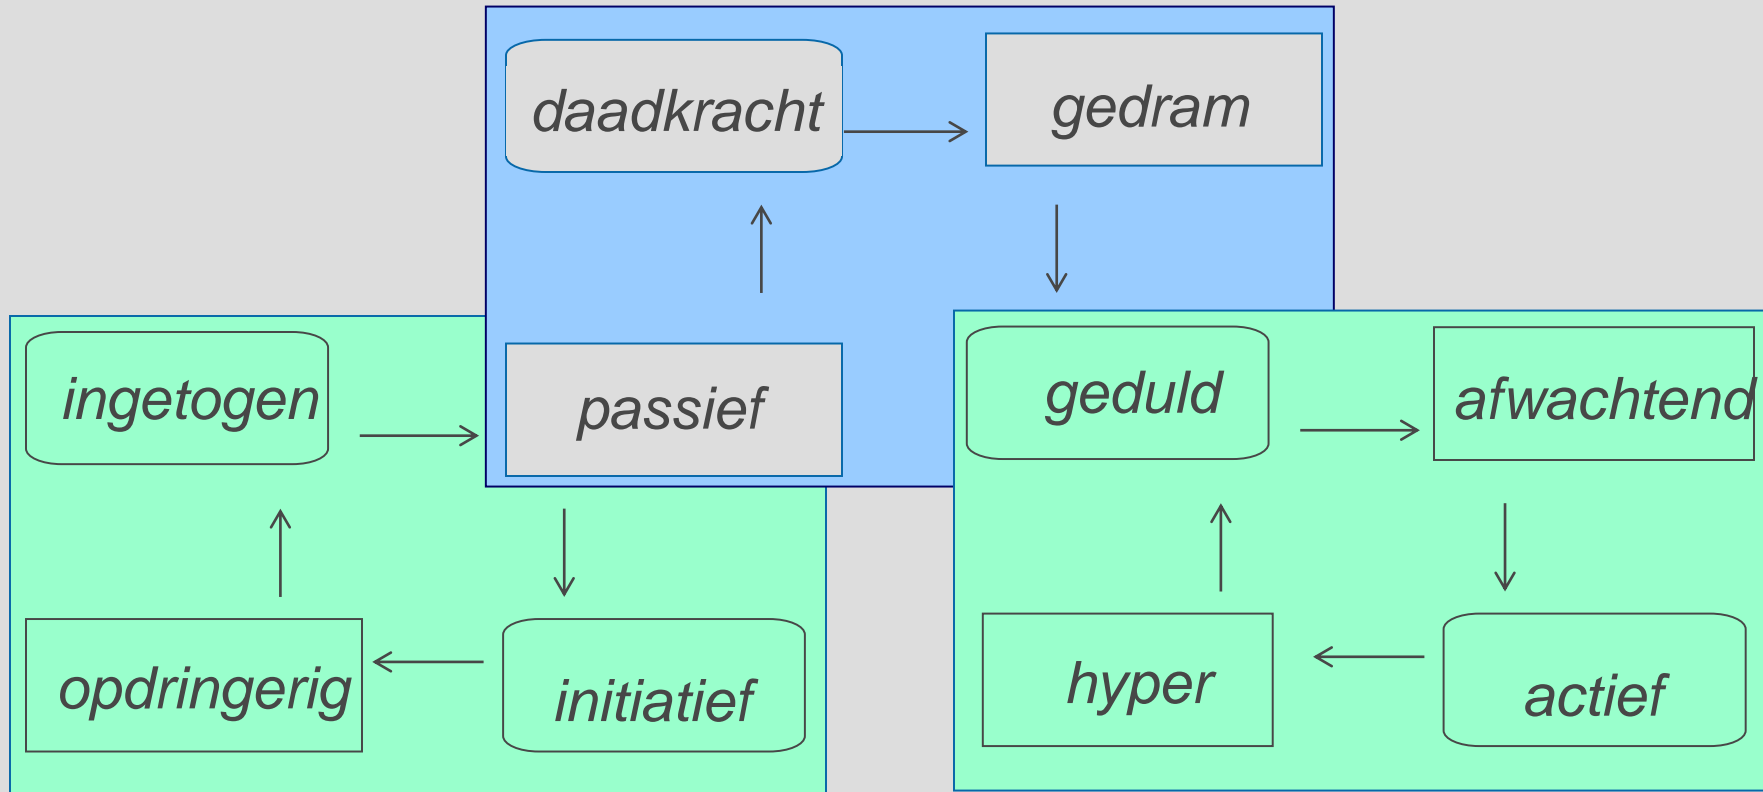 daadkracht
gedram
ingetogen
passief
geduld
afwachtend
opdringerig
initiatief
hyper
actief